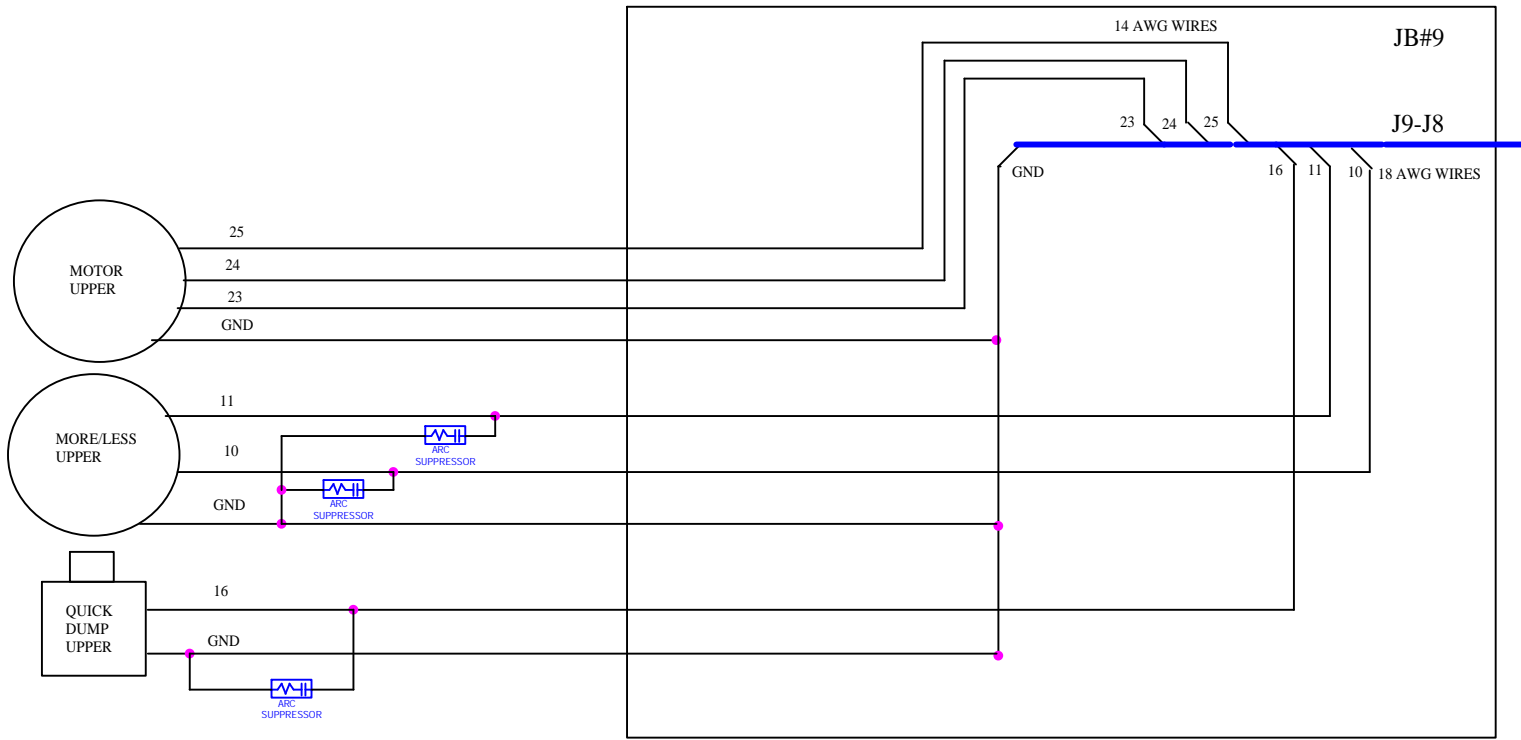 14 AWG WIRES
JB#9
J9-J8
23
24
25
GND
16
11
10
18 AWG WIRES
MOTOR
UPPER
25
24
23
GND
MORE/LESS
UPPER
11
10
GND
ARC
SUPPRESSOR
ARC
SUPPRESSOR
QUICK
DUMP
UPPER
16
GND
ARC
SUPPRESSOR